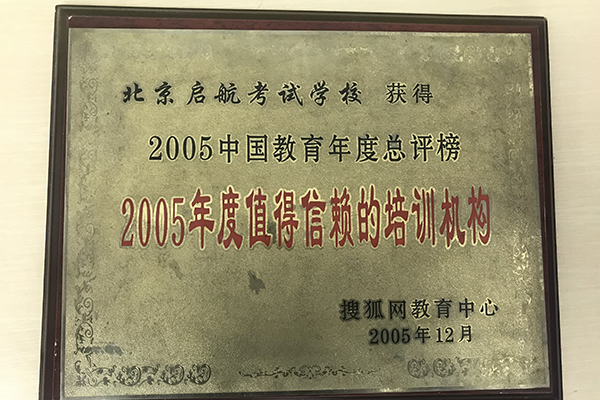 北京启航考试学校 获得
2005中国教育年度总评榜
2005年度值得信赖的培训机构
搜狐网教育中心
2005年12月